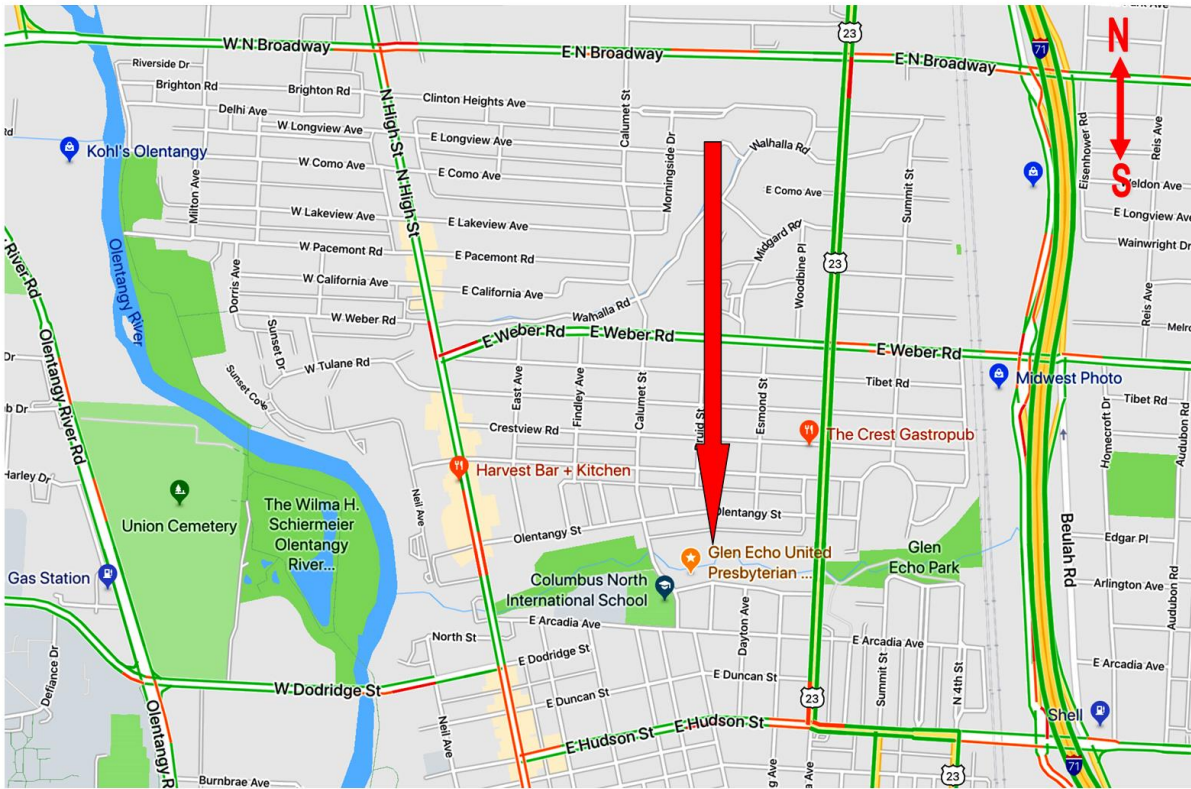 Park Ave
23
W N Broadway
E N Broadway
E N Broadway
71
N
Riverside Dr
Brighton Rd
Brighton Rd
Clinton Heights Ave
Delhi Ave
W Longview Ave
E Longview Ave
Calumet St
Morningside Dr
Walhalla Rd
Eisenhower Rd
Reis Ave
Rd
Kohl's Olentangy
N High St
N High St
W Como Ave
E Como Ave
E Como Ave
Summit St
Weldon Ave
S
Milton Ave
W Lakeview Ave
E Lakeview Ave
E Longview Ave
Midgard Rd
Wainwright Dr
Olentangy River
W Pacemont Rd
E Pacemont Rd
Woodbine Pl
23
River Rd
Dorris Ave
W California Ave
E California Ave
Reis Ave
Walhalla Rd
W Weber Rd
E Weber Rd
E Weber Rd
E Weber Rd
Olentangy River Rd
Sunset Dr
W Tulane Rd
Dr
Sunset Cove
East Ave
Findley Ave
Calumet St
Druid St
Esmond St
Tibet Rd
Midwest Photo
Tibet Rd
Homecroft Dr
Audubon Rd
Crestview Rd
The Crest Gastropub
Harvest Bar + Kitchen
Harley Dr
Union Cemetery
The Wilma H.
Schiermeier
Olentangy
River...
Neil Ave
Olentangy St
Olentangy St
Beulah Rd
Edgar Pl
Gas Station
Glen Echo United
Presbyterian ...
Glen
Echo Park
Columbus North
International School
Arlington Ave
Audubon Rd
Dayton Ave
North St
E Arcadia Ave
E Arcadia Ave
E Arcadia Ave
Defiance Dr
E Dodridge St
W Dodridge St
E Duncan St
E Duncan St
Summit St
N 4th St
23
Olentangy R
Neil Ave
E Hudson St
E Hudson St
Shell
71
23
Burnbrae Ave